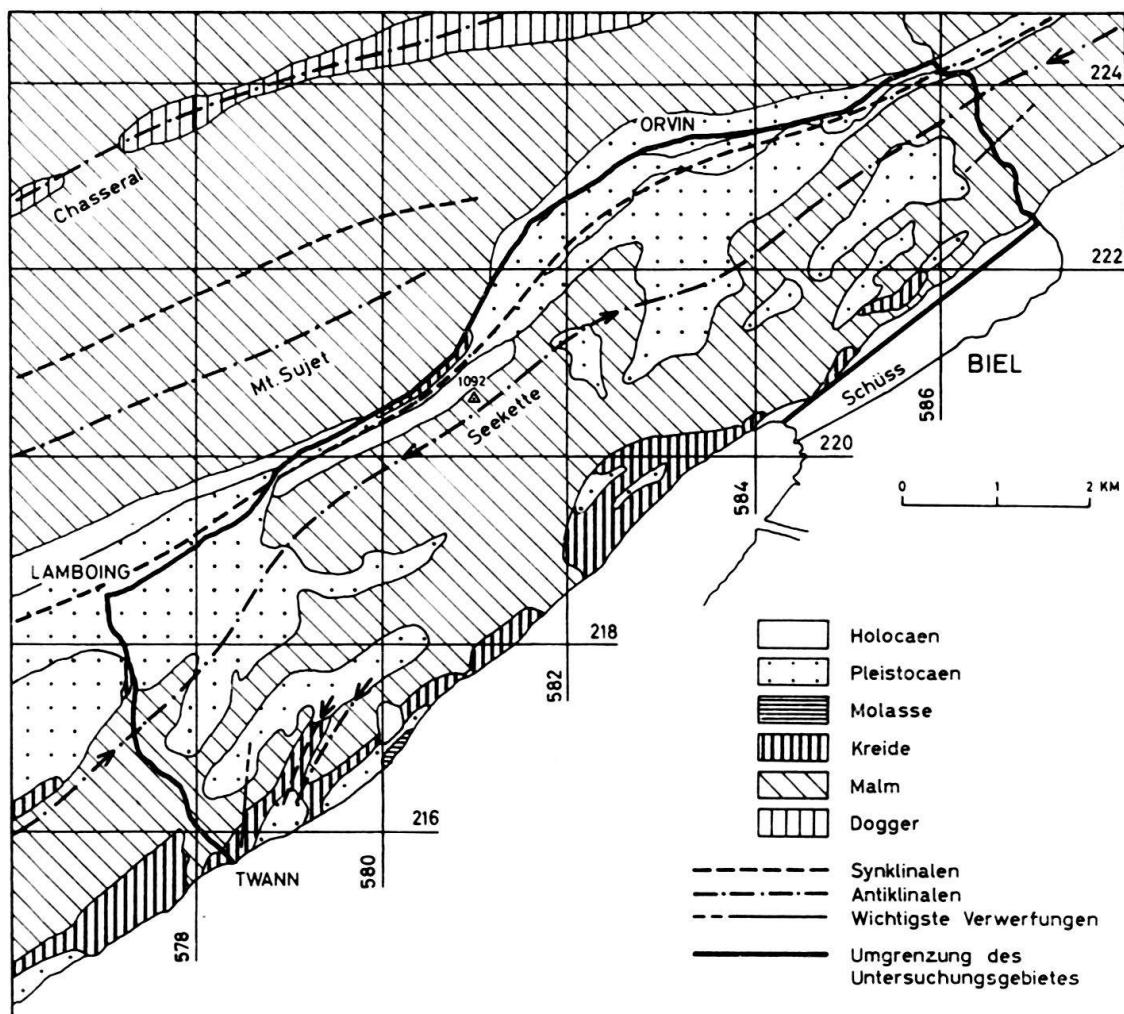 224
ORVIN
Chasseral
222
Mt. Sujet
1092
Seekette
BIEL
Schüss
586
220
584
0 1 2 KM
LAMBOING
218
582
216
580
TWANN
578
Holocaen
Pleistocaen
Molasse
Kreide
Malm
Dogger
Synklinalen
Antiklinalen
Wichtigste Verwerfungen
Umgrenzung des
Untersuchungsgebietes